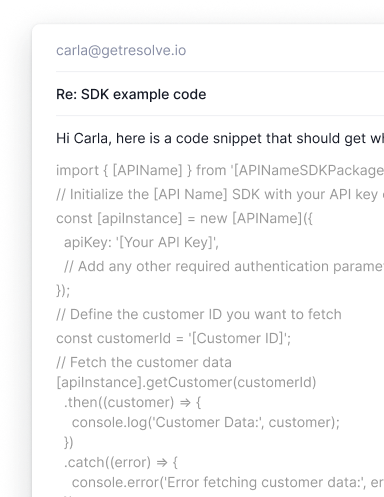 carla@getresolve.io
Re: SDK example code
Hi Carla, here is a code snippet that should get
import { [APIName] } from '[APINameSDKPackage
// Initialize the [API Name] SDK with your API key
const [apiInstance] = new [APIName]({
apiKey: '[Your API Key]',
// Add any other required authentication parame
});
// Define the customer ID you want to fetch
const customerId = '[Customer ID]';
// Fetch the customer data
[apiInstance].getCustomer(customerId)
.then((customer) => {
console.log('Customer Data:', customer);
})
.catch((error) => {
console.error('Error fetching customer data:', er